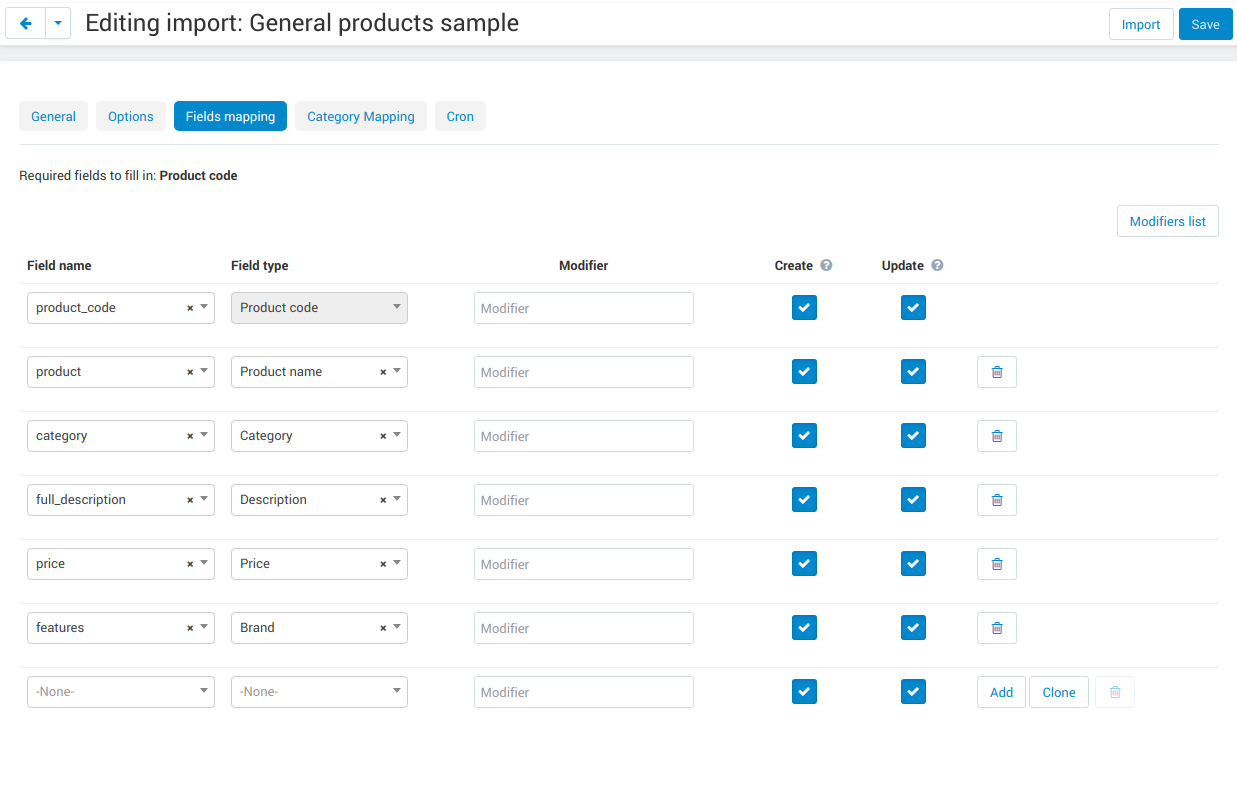 Editing import: General products sample Import Save
General Options Fields mapping Category Mapping Cron
Required fields to fill in: Product code
Modifiers list
Field name Field type Modifier Create ? Update ?
product_code × Product code Modifier
product × Product name × Modifier
category × Category × Modifier
full_description × Description × Modifier
price × Price × Modifier
features × Brand × Modifier
-None- -None- Modifier Add Clone